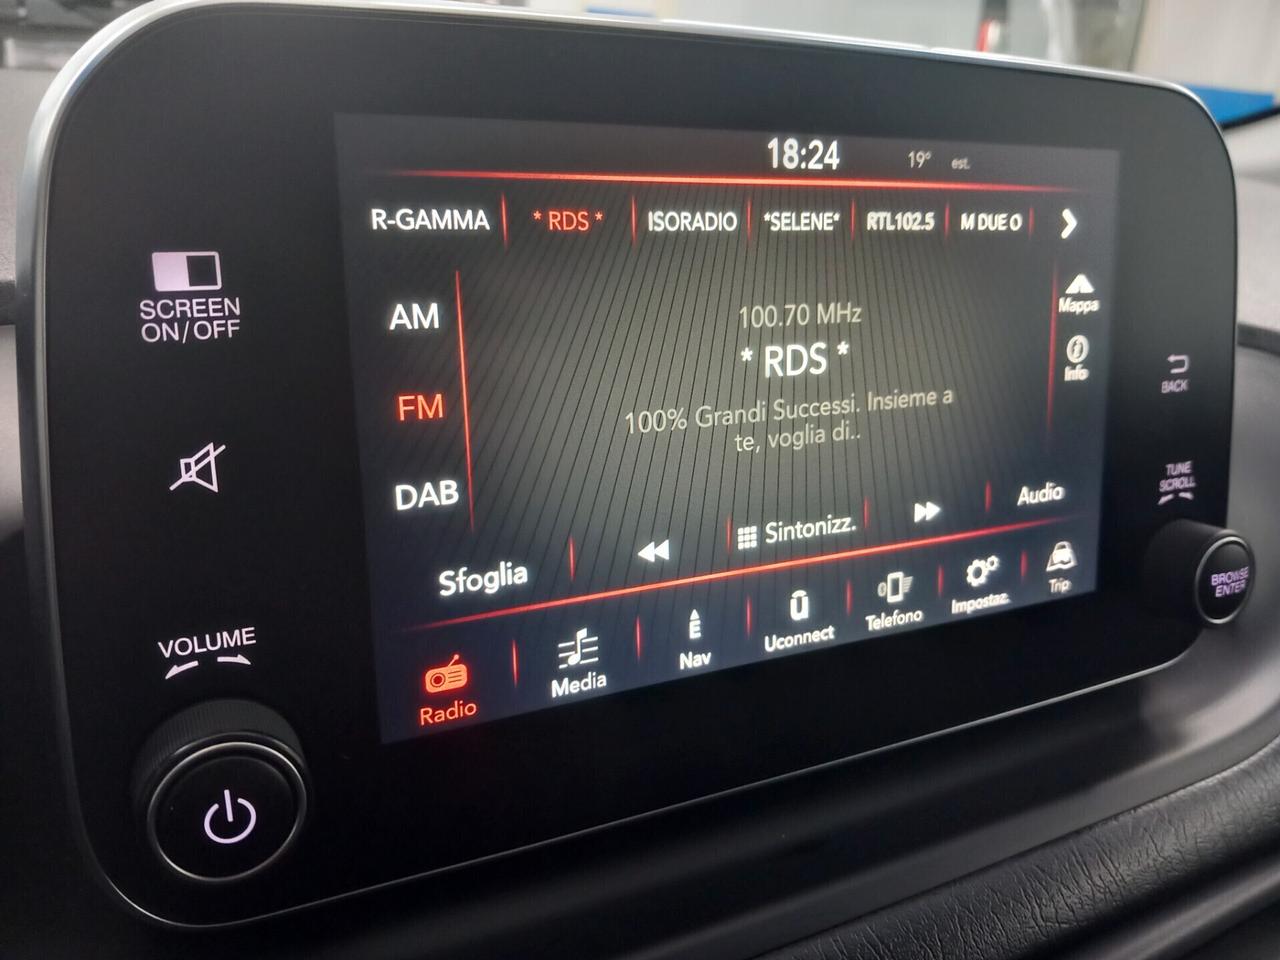 18:24 19° est.
R-GAMMA * RDS * ISORADIO *SELENE* RTL102.5 M DUE O
SCREEN
ON/OFF
AM
FM
DAB
100.70 MHz
* RDS *
100% Grandi Successi. Insieme a
te, voglia di..
Mappa
Info
BACK
TUNE
SCROLL
Sfoglia Sintonizz. Audio
VOLUME
Radio Media Nav Uconnect Telefono Impostaz. Trip
E
BROWSE
ENTER